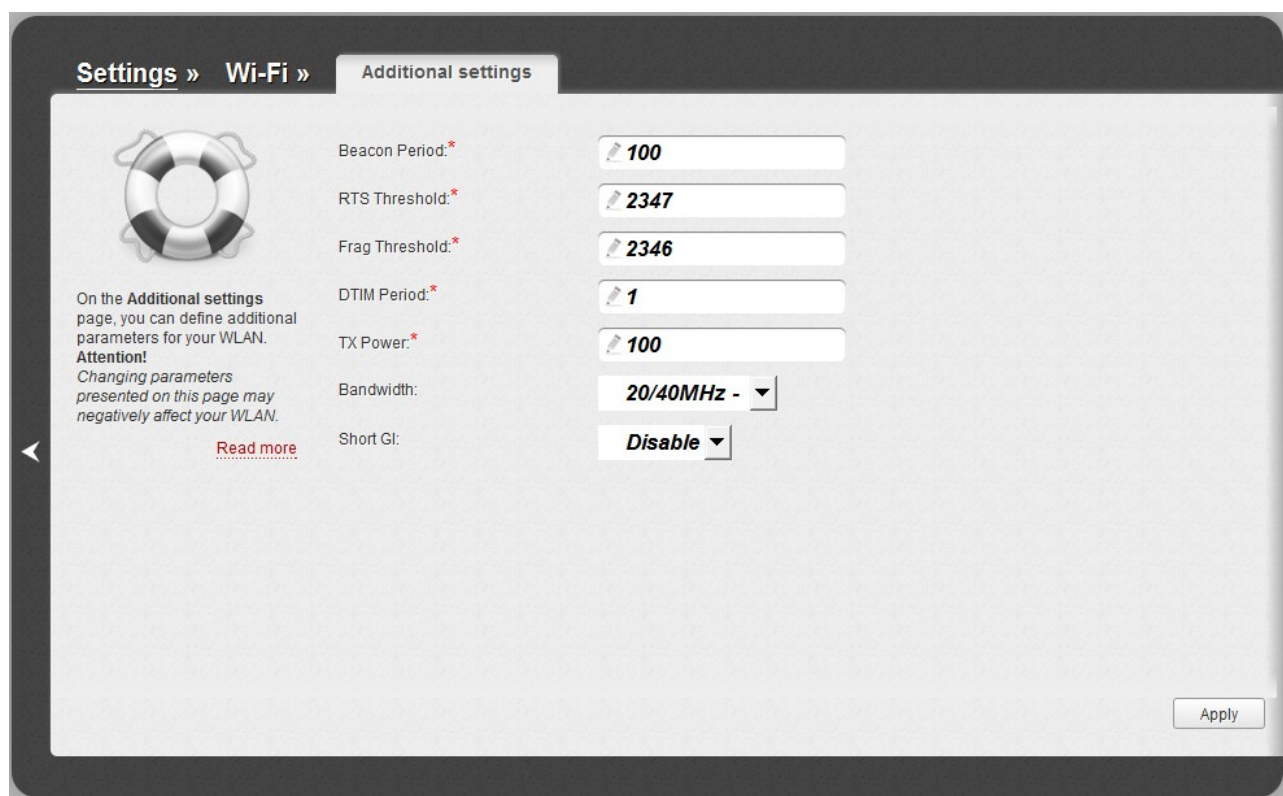 Settings » Wi-Fi » Additional settings
On the Additional settings
page, you can define additional
parameters for your WLAN.
Attention!
Changing parameters
presented on this page may
negatively affect your WLAN.
Read more
Beacon Period:* 100
RTS Threshold:* 2347
Frag Threshold:* 2346
DTIM Period:* 1
TX Power:* 100
Bandwidth: 20/40MHz -
Short GI: Disable
Apply